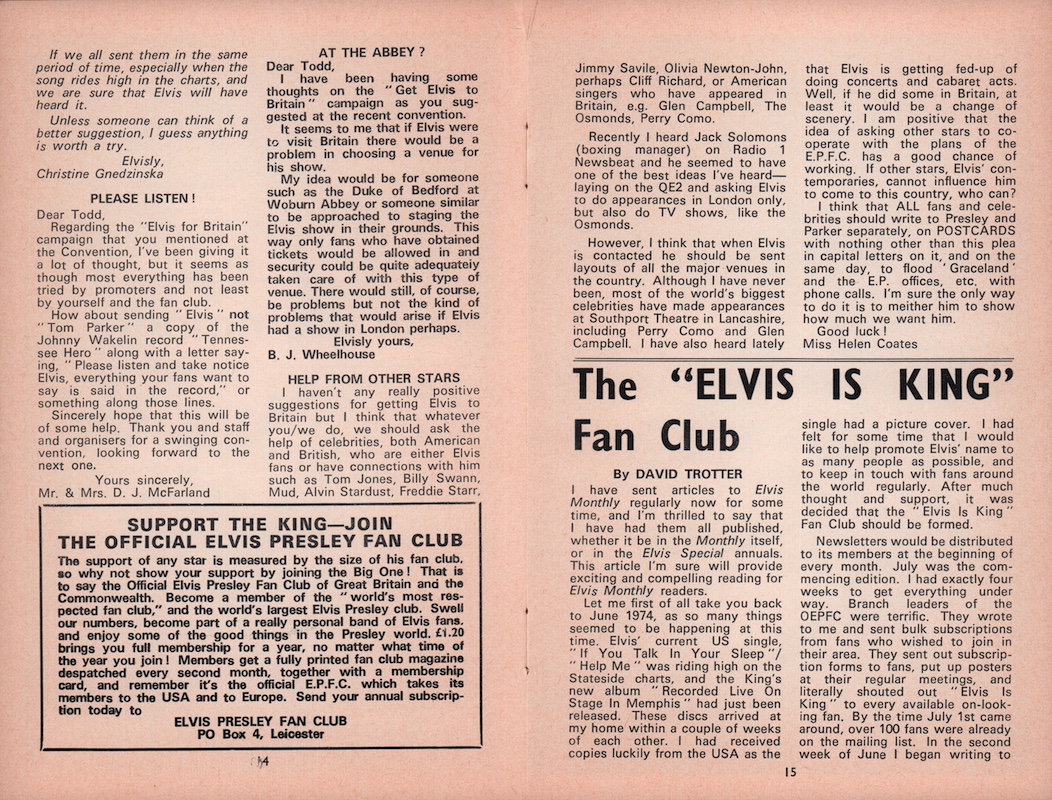 If we all sent them in the same
period of time, especially when the
song rides high in the charts, and
we are sure that Elvis will have
heard it.
Unless someone can think of a
better suggestion, I guess anything
is worth a try.
Elvisly,
Christine Gnedzinska
PLEASE LISTEN !
Dear Todd,
Regarding the "Elvis for Britain"
campaign that you mentioned at
the Convention, I've been giving it
a lot of thought, but it seems as
though most everything has been
tried by promoters and not least
by yourself and the fan club.
How about sending " Elvis " not
" Tom Parker " a copy of the
Johnny Wakelin record " Tennes-
see Hero " along with a letter say-
ing, " Please listen and take notice
Elvis, everything your fans want to
say is said in the record," or
something along those lines.
Sincerely hope that this will be
of some help. Thank you and staff
and organisers for a swinging con-
vention, looking forward to the
next one.
Yours sincerely,
Mr. & Mrs. D. J. McFarland
AT THE ABBEY ?
Dear Todd,
I have been having some
thoughts on the " Get Elvis to
Britain " campaign as you sug-
gested at the recent convention.
It seems to me that if Elvis were
to visit Britain there would be a
problem in choosing a venue for
his show.
My idea would be for someone
such as the Duke of Bedford at
Woburn Abbey or someone similar
to be approached to staging the
Elvis show in their grounds. This
way only fans who have obtained
tickets would be allowed in and
security could be quite adequateiy
taken care of with this type of
venue. There would still, of course,
be problems but not the kind of
problems that would arise if Elvis
had a show in London perhaps.
Elvisly yours,
B. J. Wheelhouse
HELP FROM OTHER STARS
I haven't any really positive
suggestions for getting Elvis to
Britain but I think that whatever
you/we do, we should ask the
help of celebrities, both American
and British, who are either Elvis
fans or have connections with him
such as Tom Jones, Billy Swann,
Mud, Alvin Stardust, Freddie Starr,
SUPPORT THE KING—JOIN
THE OFFICIAL ELVIS PRESLEY FAN CLUB
The support of any star is measured by the size of his fan club,
so why not show your support by joining the Big One ! That is
to say the Official Elvis Presley Fan Club of Great Britain and the
Commonwealth. Become a member of the " world's most res-
pected fan club," and the world's largest Elvis Presley club. Swell
our numbers, become part of a really personal band of Elvis fans,
and enjoy some of the good things in the Presley world. £1.20
brings you full membership for a year, no matter what time of
the year you join ! Members get a fully printed fan club magazine
despatched every second month, together with a membership
card, and remember it's the official E.P.F.C. which takes its
members to the USA and to Europe. Send your annual subscrip-
tion today to
ELVIS PRESLEY FAN CLUB
PO Box 4, Leicester
14
Jimmy Savile, Olivia Newton-John,
perhaps Cliff Richard, or American
singers who have appeared in
Britain, e.g. Glen Campbell, The
Osmonds, Perry Como.
Recently I heard Jack Solomons
(boxing manager) on Radio 1
Newsbeat and he seemed to have
one of the best ideas I've heard—
laying on the QE2 and asking Elvis
to do appearances in London only,
but also do TV shows, like the
Osmonds.
However, I think that when Elvis
is contacted he should be sent
layouts of all the major venues in
the country. Although I have never
been, most of the world's biggest
celebrities have made appearances
at Southport Theatre in Lancashire,
including Perry Como and Glen
Campbell. I have also heard lately
that Elvis is getting fed-up of
doing concerts and cabaret acts.
Well, if he did some in Britain, at
least it would be a change of
scenery. I am positive that the
idea of asking other stars to co-
operate with the plans of the
E.P.F.C. has a good chance of
working. If other stars, Elvis' con-
temporaries, cannot influence him
to come to this country, who can?
I think that ALL fans and cele-
brities should write to Presley and
Parker separately, on POSTCARDS
with nothing other than this plea
in capital letters on it, and on the
same day, to flood ' Graceland '
and the E.P. offices, etc. with
phone calls. I'm sure the only way
to do it is to meither him to show
how much we want him.
Good luck !
Miss Helen Coates
The "ELVIS IS KING"
Fan Club
By DAVID TROTTER
I have sent articles to Elvis
Monthly regularly now for some
time, and I'm thrilled to say that
I have had them all published,
whether it be in the Monthly itself,
or in the Elvis Special annuals.
This article I'm sure will provide
exciting and compelling reading for
Elvis Monthly readers.
Let me first of all take you back
to June 1974, as so many things
seemed to be happening at this
time. Elvis' current US single,
" If You Talk In Your Sleep "/
" Help Me " was riding high on the
Stateside charts, and the King's
new album " Recorded Live On
Stage In Memphis " had just been
released. These discs arrived at
my home within a couple of weeks
of each other. I had received
copies luckily from the USA as the
single had a picture cover. I had
felt for some time that I would
like to help promote Elvis' name to
as many people as possible, and
to keep in touch with fans around
the world regularly. After much
thought and support, it was
decided that the " Elvis Is King "
Fan Club should be formed.
Newsletters would be distributed
to its members at the beginning of
every month. July was the com-
mencing edition. I had exactly four
weeks to get everything under
way. Branch leaders of the
OEPFC were terrific. They wrote
to me and sent bulk subscriptions
from fans who wished to join in
their area. They sent out subscrip-
tion forms to fans, put up posters
at their regular meetings, and
literally shouted out " Elvis Is
King " to every available on-look-
ing fan. By the time July 1st came
around, over 100 fans were already
on the mailing list. In the second
week of June I began writing to
15